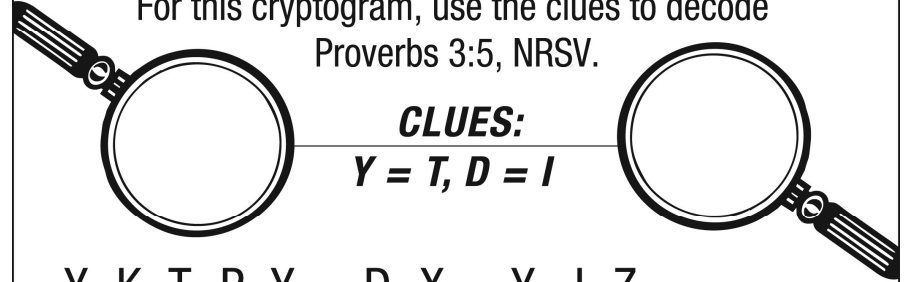 For this cryptogram, use the clues to decode
Proverbs 3:5, NRSV.
CLUES:
Y = T, D = I